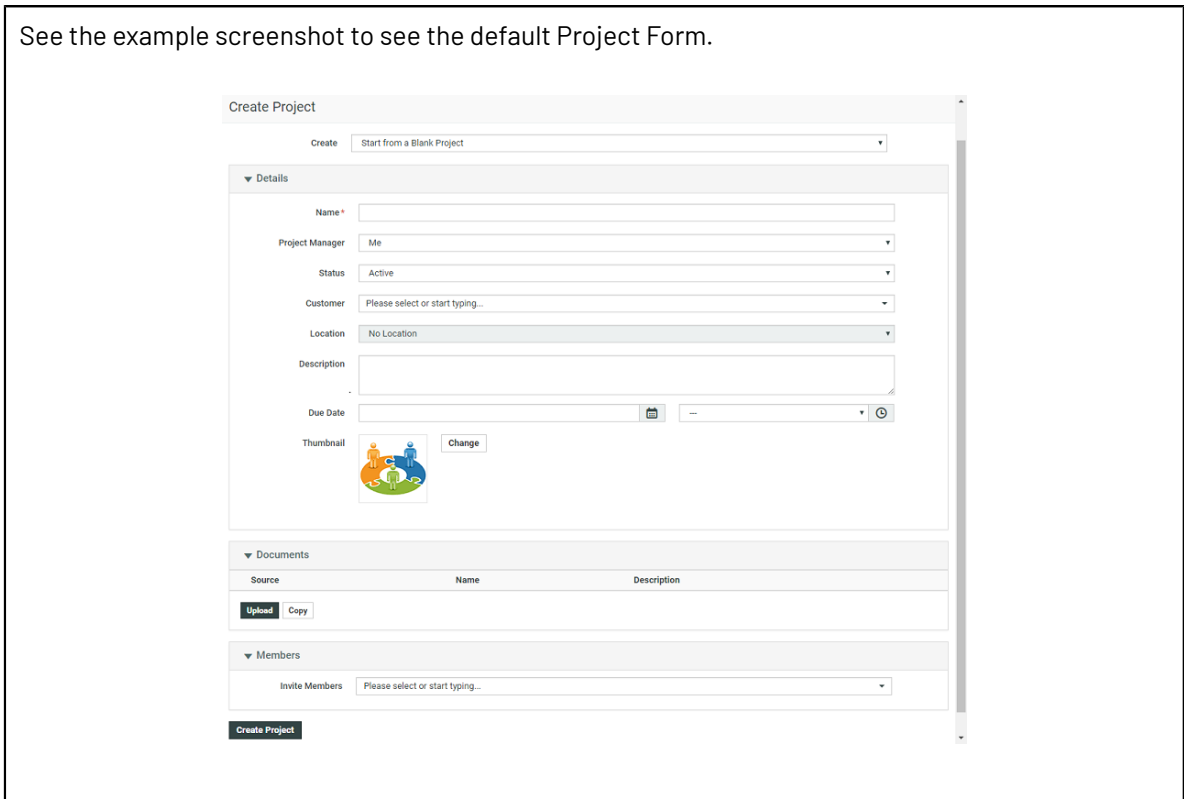 See the example screenshot to see the default Project Form.
Create Project
Create Start from a Blank Project
Details
Name*
Project Manager Me
Status Active
Customer Please select or start typing...
Location No Location
Description
Due Date ---
Thumbnail Change
Documents
Source Name Description
Upload Copy
Members
Invite Members Please select or start typing...
Create Project